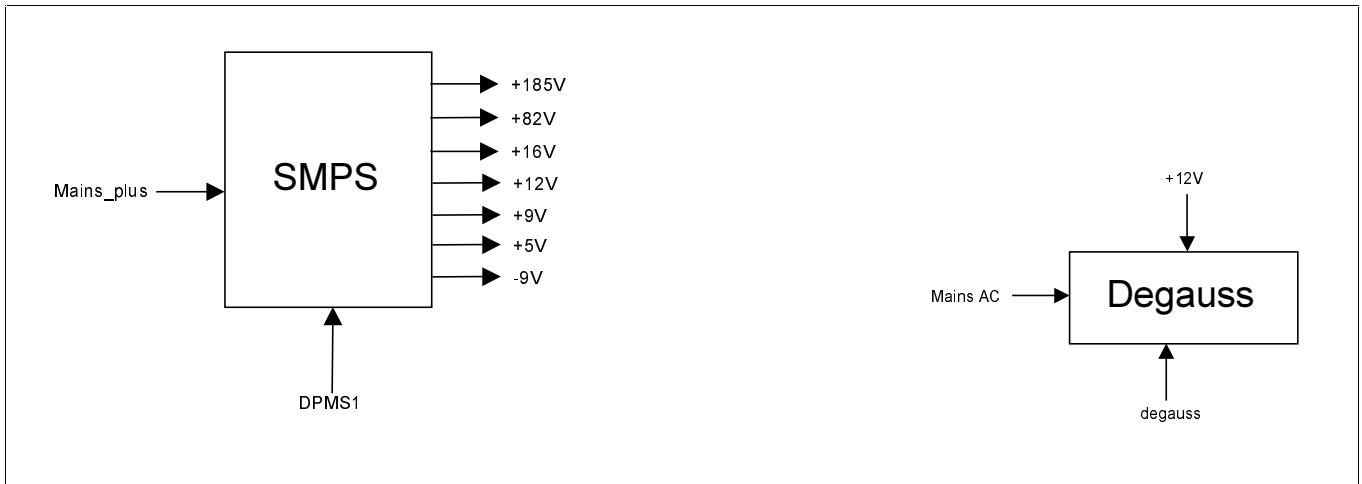 +185V
+82V
+16V
SMPS
+12V
+9V
+5V
-9V
Mains_plus
DPMS1
+12V
Mains AC
Degauss
degauss